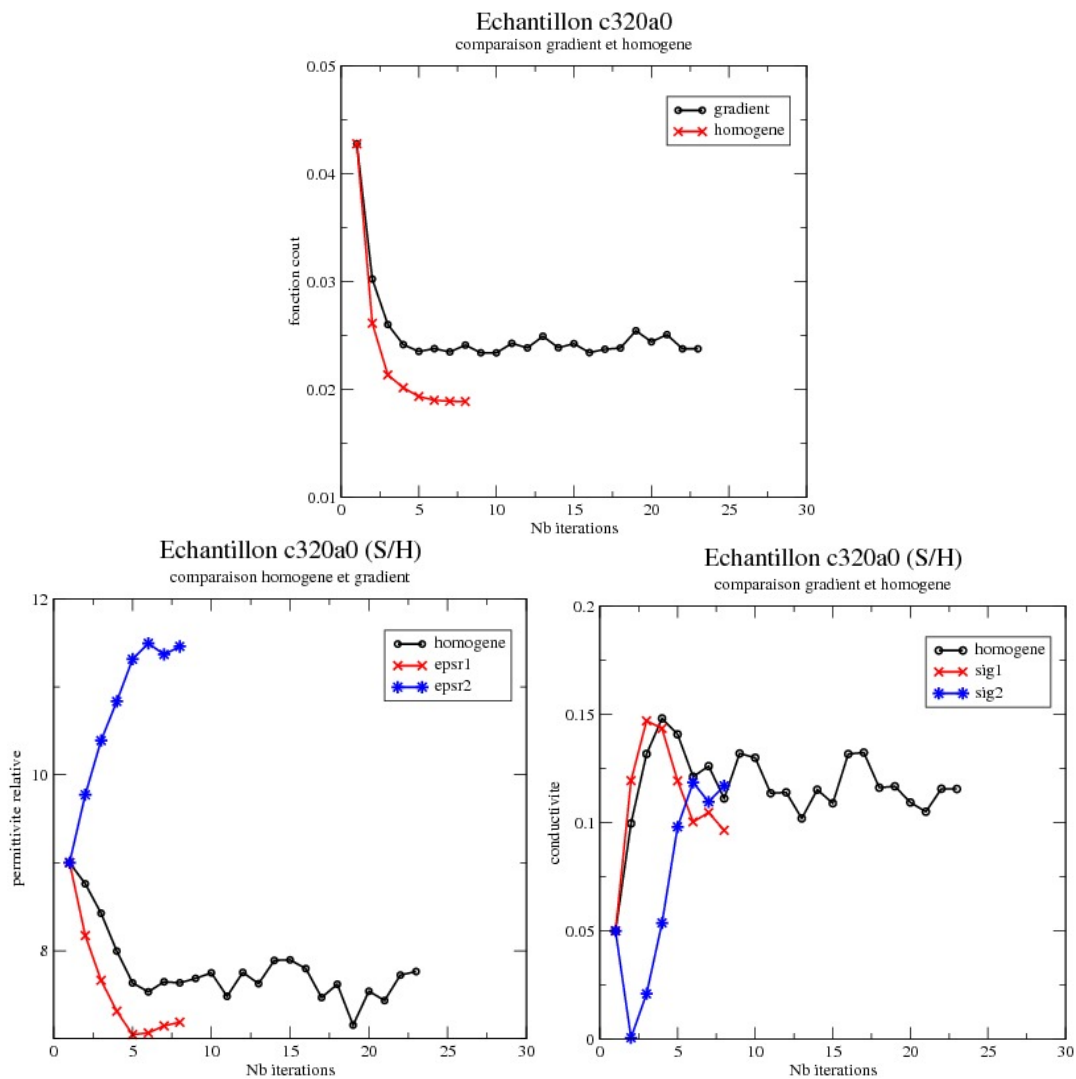 Echantillon c320a0
comparaison gradient et homogene
0.05
0.04
0.03
0.02
0.01
fonction cout
gradient
homogene
0 5 10 15 20 25 30
Nb iterations
Echantillon c320a0 (S/H)
comparaison homogene et gradient
12
10
8
permittivite relative
homogene
epsr1
epsr2
0 5 10 15 20 25 30
Nb iterations
Echantillon c320a0 (S/H)
comparaison gradient et homogene
0.2
0.15
0.1
0.05
0
conductivite
homogene
sig1
sig2
0 5 10 15 20 25 30
Nb iterations